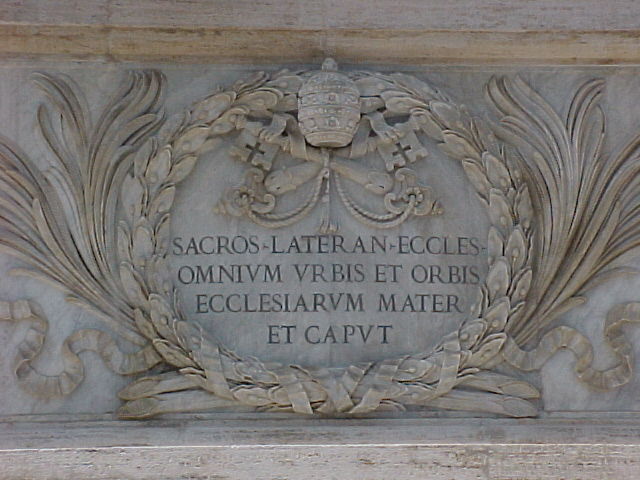 SACROS-LATERAN-ECCLES-
OMNIVM VRBIS ET ORBIS
ECCLESIARVM MATER
ET CAPVT